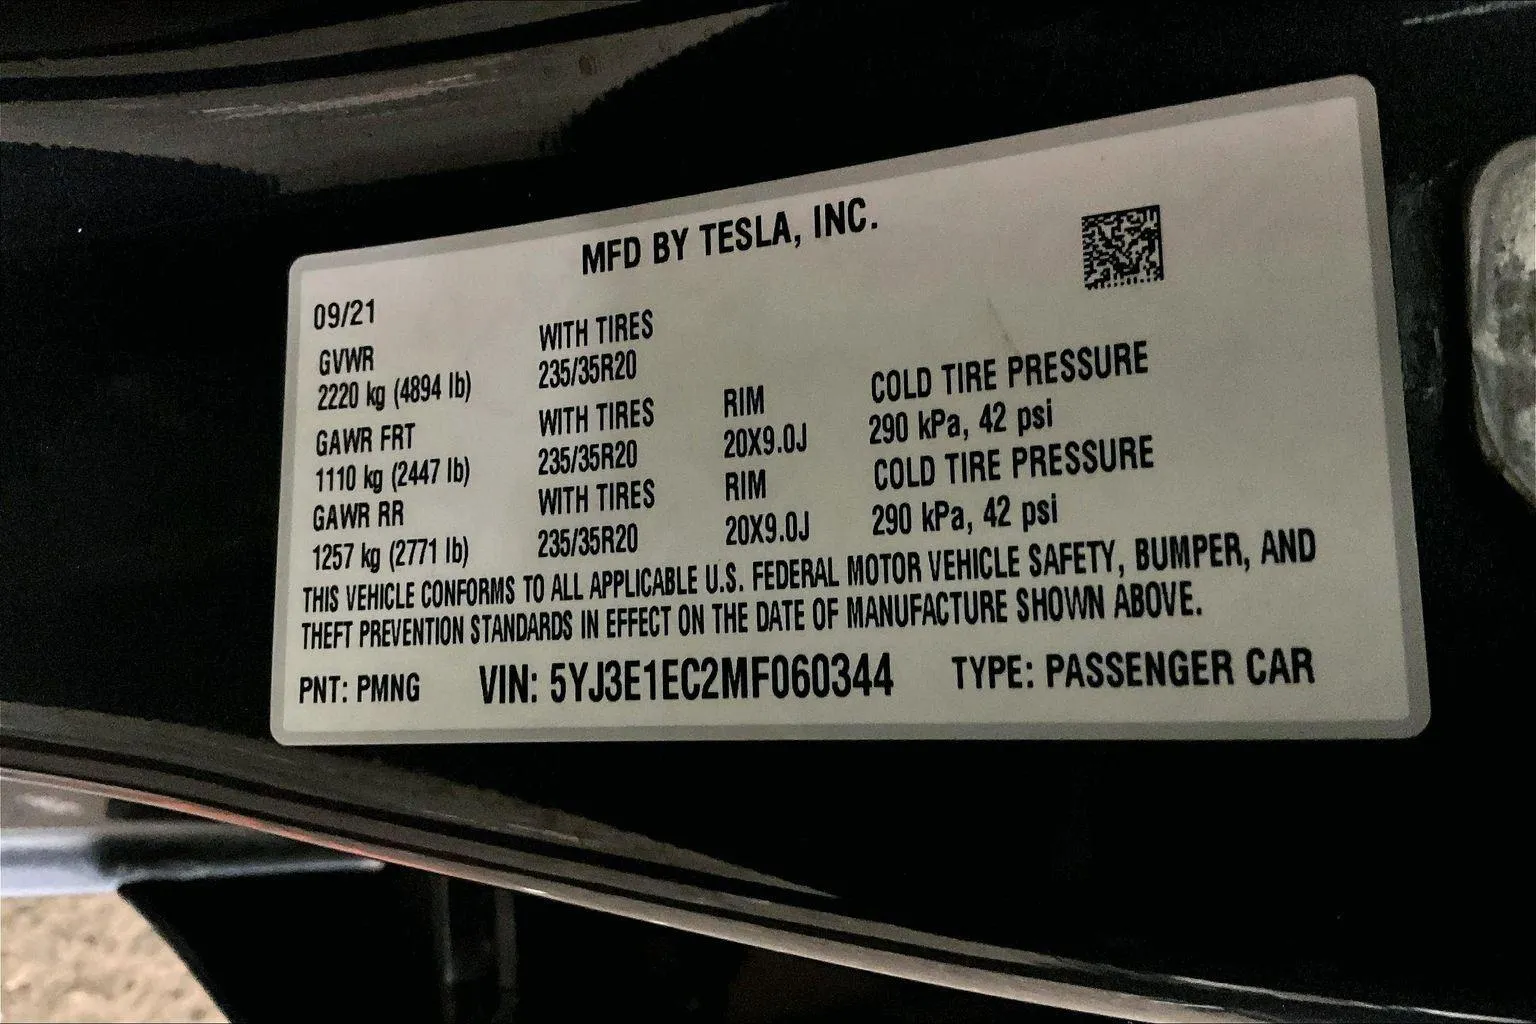 MFD BY TESLA, INC.
09/21
GVWR WITH TIRES
2220 kg (4894 lb) 235/35R20
GAWR FRT WITH TIRES RIM COLD TIRE PRESSURE
1110 kg (2447 lb) 235/35R20 20X9.0J 290 kPa, 42 psi
GAWR RR WITH TIRES RIM COLD TIRE PRESSURE
1257 kg (2771 lb) 235/35R20 20X9.0J 290 kPa, 42 psi
THIS VEHICLE CONFORMS TO ALL APPLICABLE U.S. FEDERAL MOTOR VEHICLE SAFETY, BUMPER, AND
THEFT PREVENTION STANDARDS IN EFFECT ON THE DATE OF MANUFACTURE SHOWN ABOVE.
PNT: PMNG VIN: 5YJ3E1EC2MF060344 TYPE: PASSENGER CAR